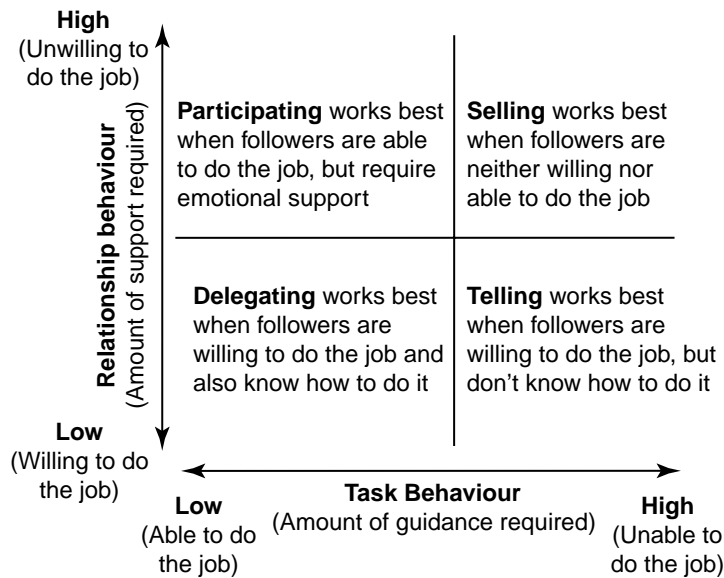 High
(Unwilling to
do the job)
Relationship behaviour
(Amount of support required)
Participating works best
when followers are able
to do the job, but require
emotional support
Selling works best
when followers are
neither willing nor
able to do the job
Delegating works best
when followers are
willing to do the job and
also know how to do it
Telling works best
when followers are
willing to do the job, but
don't know how to do it
Low
(Willing to do
the job)
Low
(Able to do
the job)
Task Behaviour
(Amount of guidance required)
High
(Unable to
do the job)